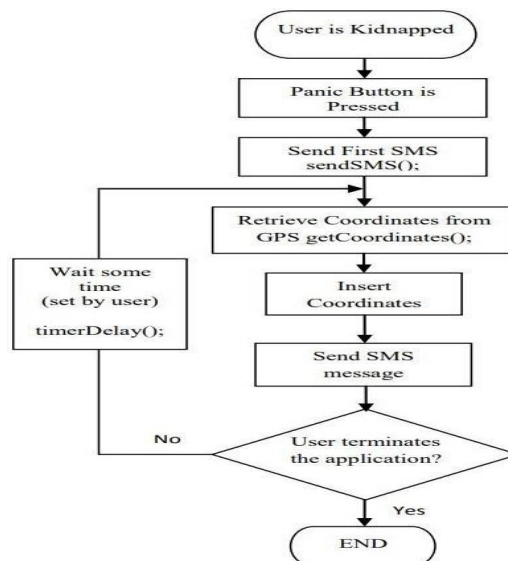 User is Kidnapped
Panic Button is
Pressed
Send First SMS
sendSMS();
Retrieve Coordinates from
GPS getCoordinates();
Insert
Coordinates
Send SMS
message
User terminates
the application?
Yes
END
No
Wait some
time
(set by user)
timerDelay();